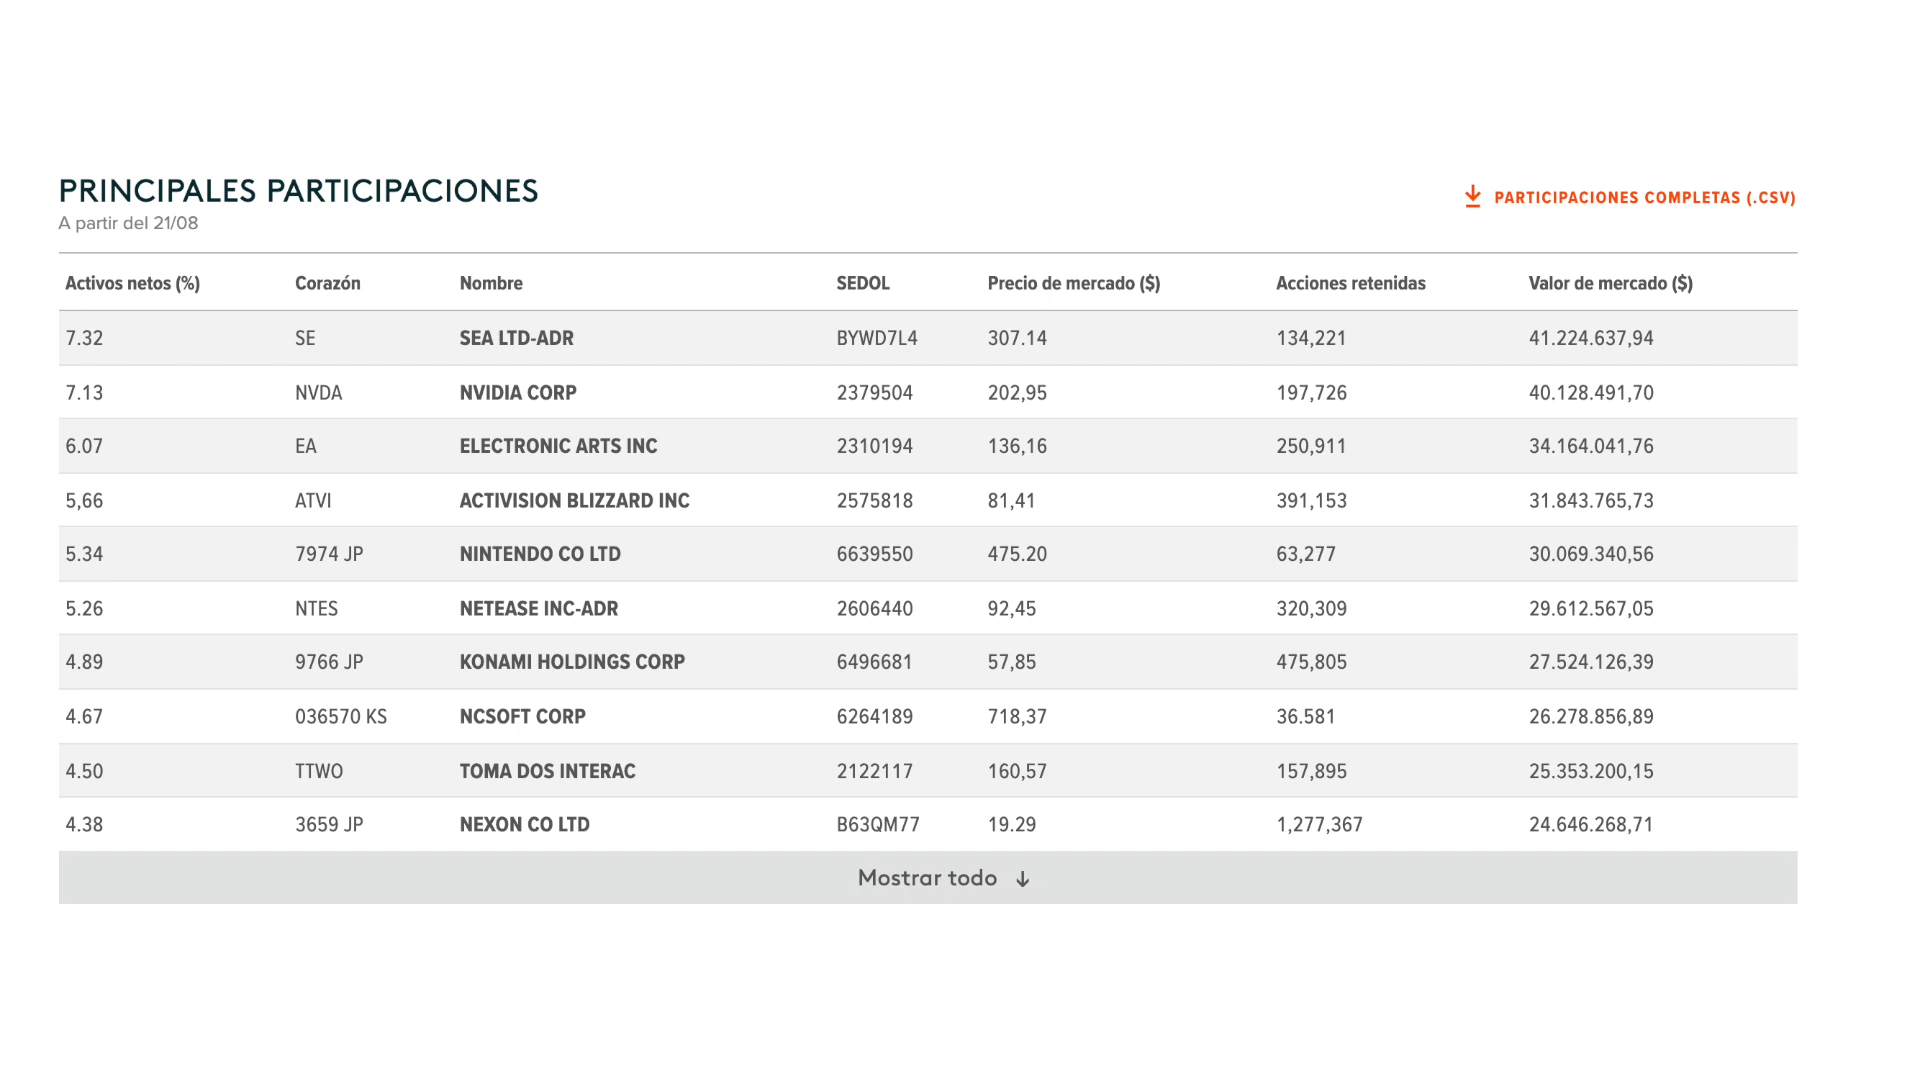 PRINCIPALES PARTICIPACIONES
PARTICIPACIONES COMPLETAS (.CSV)
A partir del 21/08
Activos netos (%) Corazón Nombre SEDOL Precio de mercado ($) Acciones retenidas Valor de mercado ($)
7.32 SE SEA LTD-ADR BYWD7L4 307.14 134,221 41.224.637,94
7.13 NVDA NVIDIA CORP 2379504 202,95 197,726 40.128.491,70
6.07 EA ELECTRONIC ARTS INC 2310194 136,16 250,911 34.164.041,76
5,66 ATVI ACTIVISION BLIZZARD INC 2575818 81,41 391,153 31.843.765,73
5.34 7974 JP NINTENDO CO LTD 6639550 475.20 63,277 30.069.340,56
5.26 NTES NETEASE INC-ADR 2606440 92,45 320,309 29.612.567,05
4.89 9766 JP KONAMI HOLDINGS CORP 6496681 57,85 475,805 27.524.126,39
4.67 036570 KS NCSOFT CORP 6264189 718,37 36.581 26.278.856,89
4.50 TTWO TOMA DOS INTERAC 2122117 160,57 157,895 25.353.200,15
4.38 3659 JP NEXON CO LTD B63QM77 19.29 1,277,367 24.646.268,71
Mostrar todo ↓